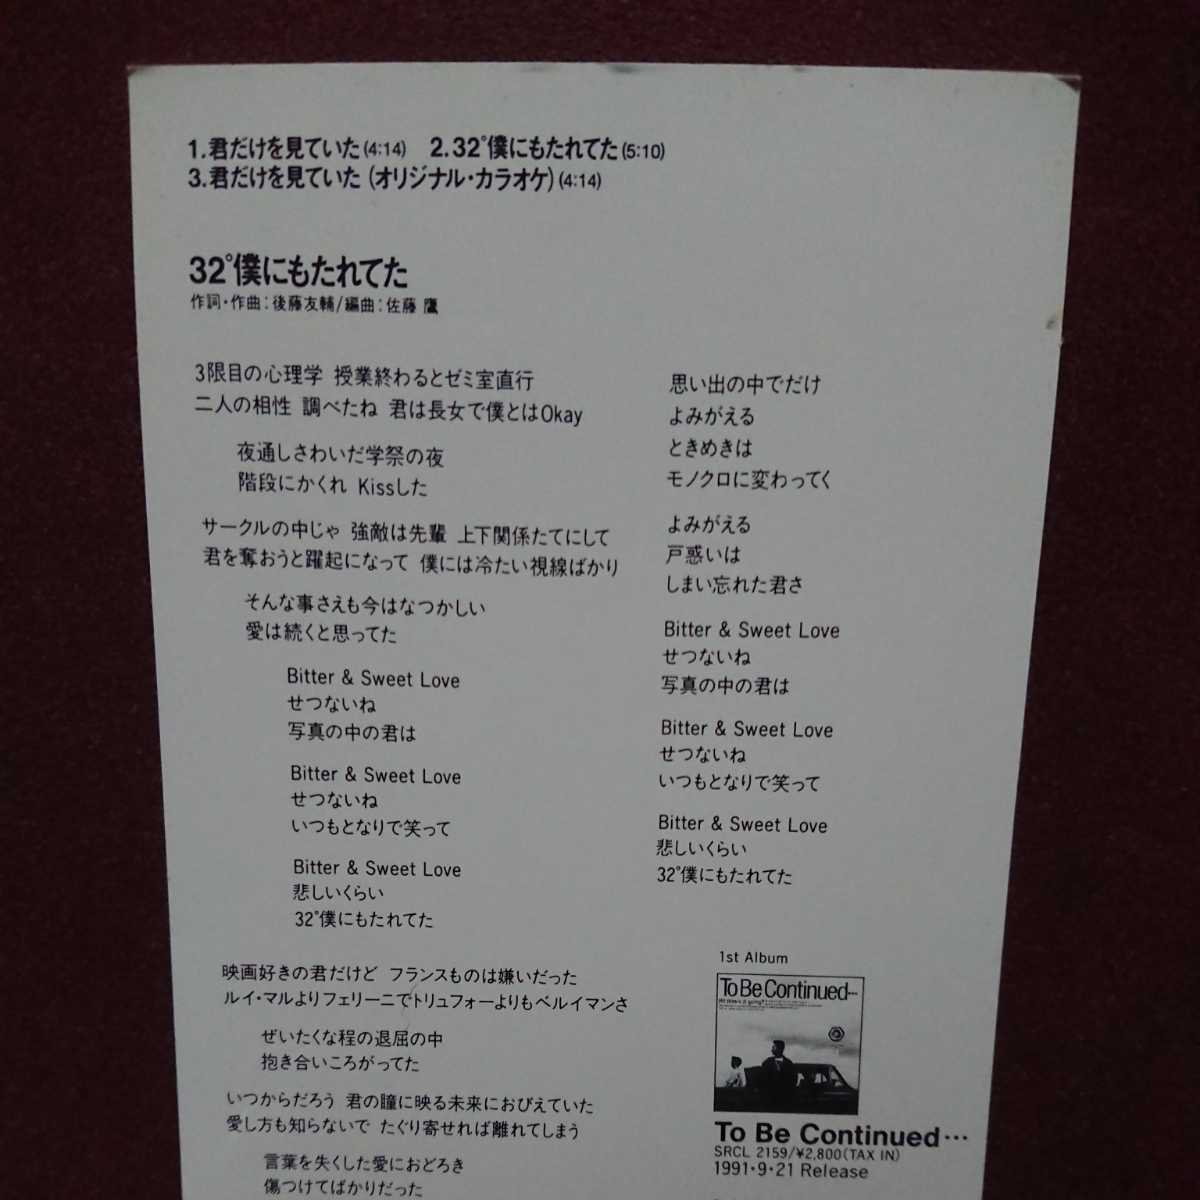 1.君だけを見ていた(4:14) 2.32°僕にもたれてた(5:10)
3.君だけを見ていた(オリジナル・カラオケ)(4:14)
32°僕にもたれてた
作詞・作曲:後藤友輔/編曲:佐藤 鷹
3限目の心理学 授業終わるとゼミ室直行
二人の相性 調べたね 君は長女で僕とはOkay
夜通しさわいだ学祭の夜
階段にかくれ Kissした
サークルの中じゃ 強敵は先輩 上下関係たてにして
君を奪おうと躍起になって 僕には冷たい視線ばかり
そんな事さえも今はなつかしい
愛は続くと思ってた
Bitter & Sweet Love
せつないね
写真の中の君は
Bitter & Sweet Love
せつないね
いつもとなりで笑って
Bitter & Sweet Love
悲しいくらい
32°僕にもたれてた
映画好きの君だけど フランスものは嫌いだった
ルイ・マルよりフェリーニでトリュフォーよりもベルイマンさ
ぜいたくな程の退屈の中
抱き合いころがってた
いつからだろう 君の瞳に映る未来におびえていた
愛し方も知らないで たぐり寄せれば離れてしまう
言葉を失くした愛におどろき
傷つけてばかりだった
思い出の中でだけ
よみがえる
ときめきは
モノクロに変わってく
よみがえる
戸惑いは
しまい忘れた君さ
Bitter & Sweet Love
せつないね
写真の中の君は
Bitter & Sweet Love
せつないね
いつもとなりで笑って
Bitter & Sweet Love
悲しいくらい
32°僕にもたれてた
1st Album
To Be Continued…
To Be Continued…
SRCL 2159/¥2,800(TAX IN)
1991・9・21 Release